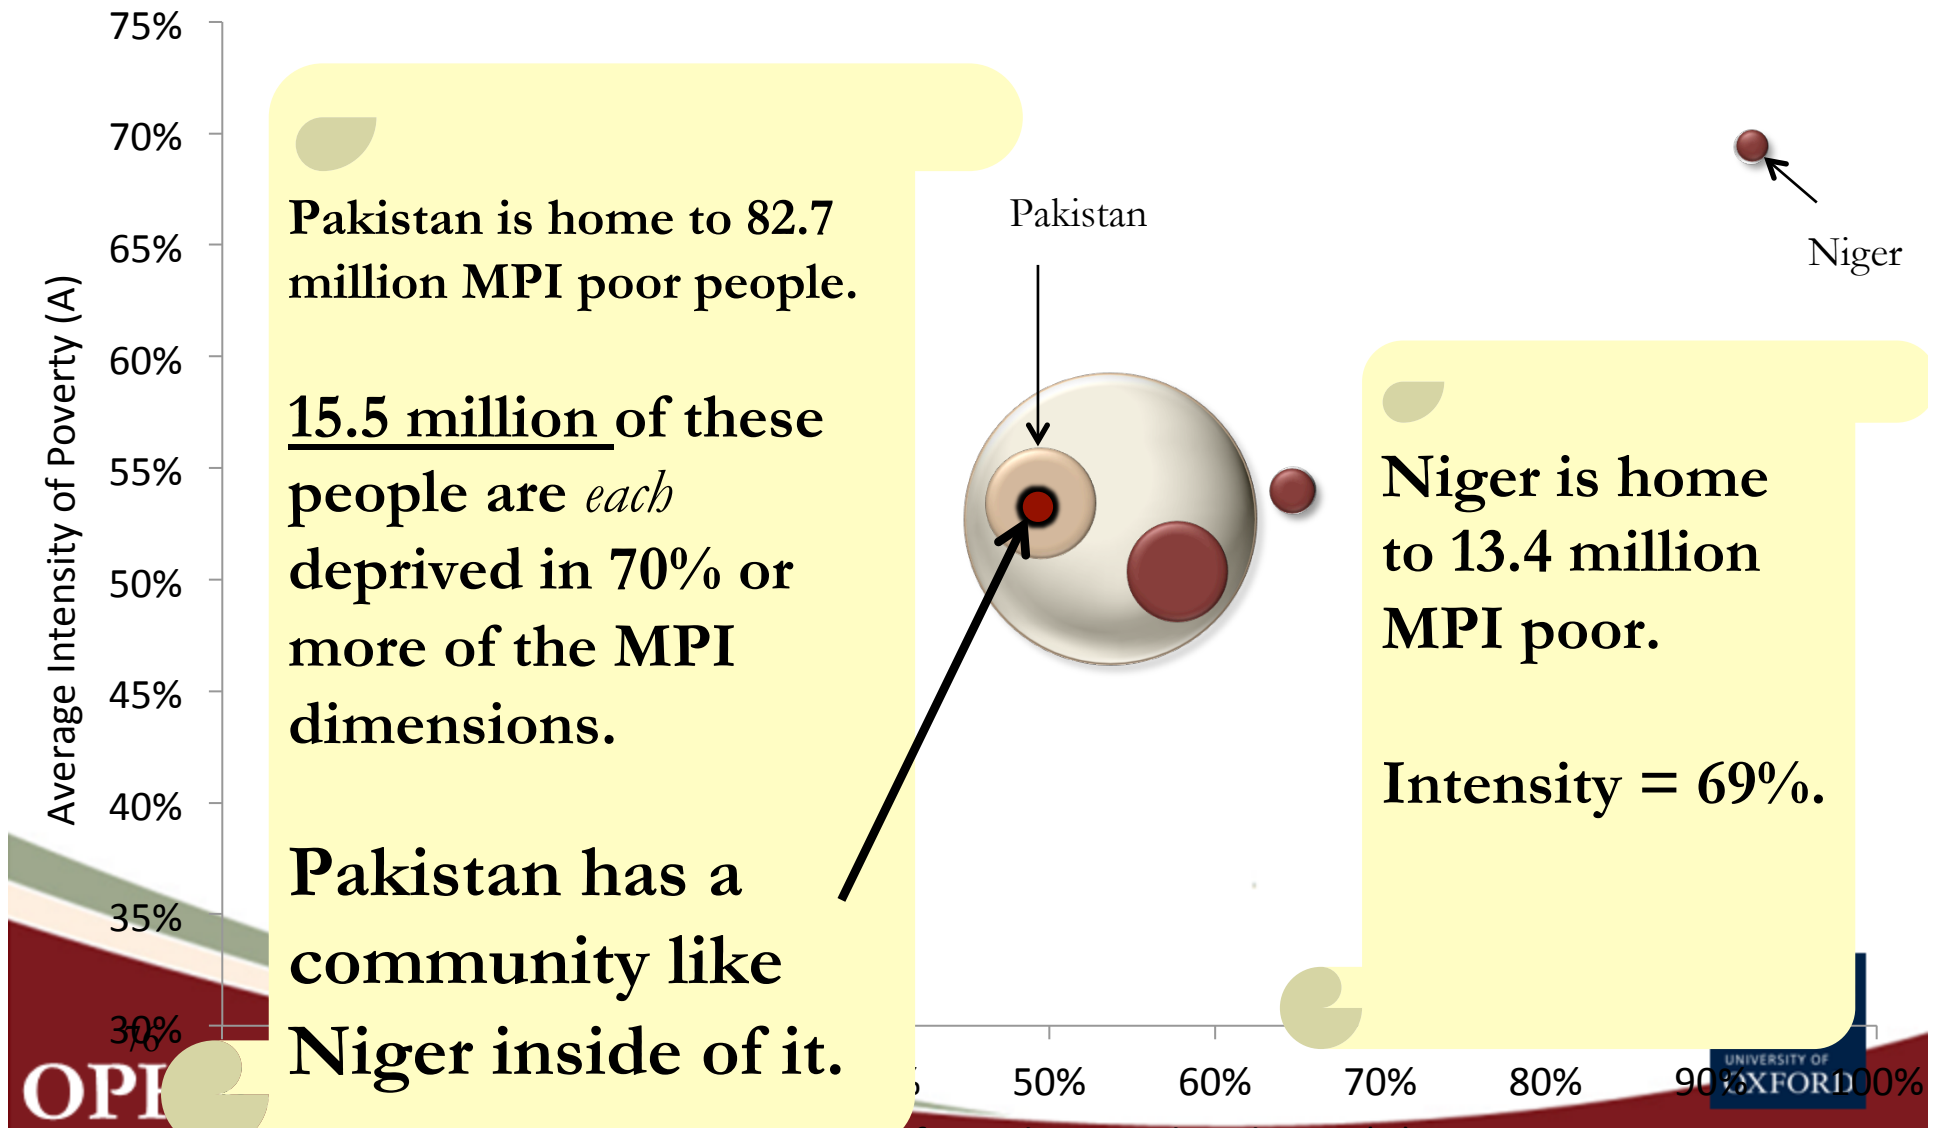 75%
70%
65%
60%
55%
50%
45%
40%
35%
30%
76
Average Intensity of Poverty (A)
Pakistan is home to 82.7
million MPI poor people.
15.5 million of these
people are each
deprived in 70% or
more of the MPI
dimensions.
Pakistan has a
community like
Niger inside of it.
Pakistan
Niger
Niger is home
to 13.4 million
MPI poor.
Intensity = 69%.
50%
60%
70%
80%
90%
100%
UNIVERSITY OF
OXFORD